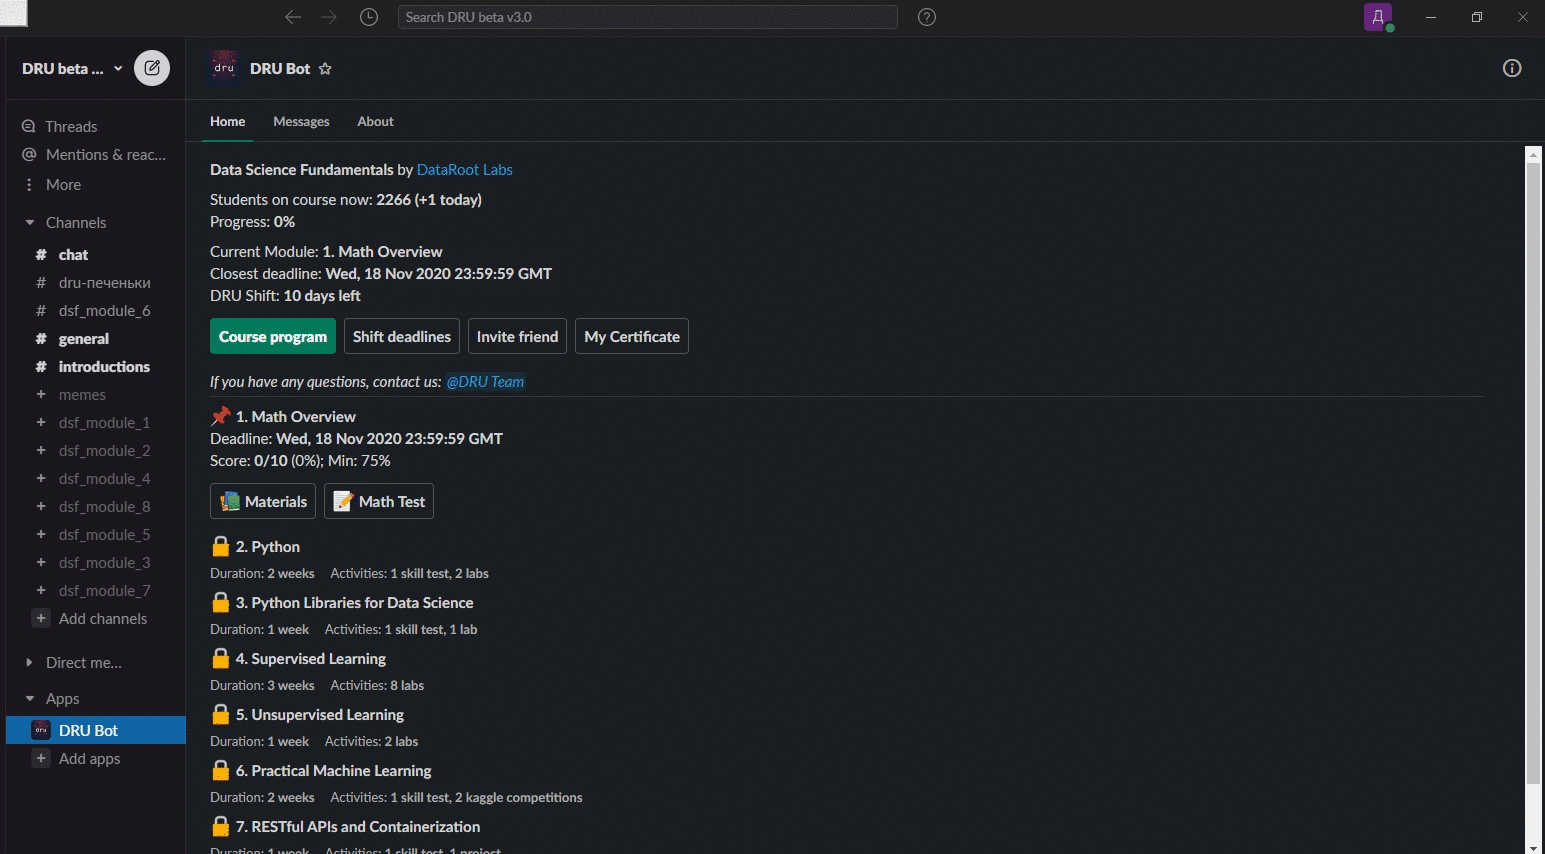 Search DRU beta v3.0
DRU beta ...
Threads
@ Mentions & reac...
More
Channels
# chat
# dru-печеньки
# dsf_module_6
# general
# introductions
+ memes
+ dsf_module_1
+ dsf_module_2
+ dsf_module_4
+ dsf_module_8
+ dsf_module_5
+ dsf_module_3
+ dsf_module_7
+ Add channels
Direct me...
Apps
dru DRU Bot
+ Add apps
dru DRU Bot
Home Messages About
Data Science Fundamentals by DataRoot Labs
Students on course now: 2266 (+1 today)
Progress: 0%
Current Module: 1. Math Overview
Closest deadline: Wed, 18 Nov 2020 23:59:59 GMT
DRU Shift: 10 days left
Course program Shift deadlines Invite friend My Certificate
If you have any questions, contact us: @DRU Team
1. Math Overview
Deadline: Wed, 18 Nov 2020 23:59:59 GMT
Score: 0/10 (0%); Min: 75%
Materials Math Test
2. Python
Duration: 2 weeks Activities: 1 skill test, 2 labs
3. Python Libraries for Data Science
Duration: 1 week Activities: 1 skill test, 1 lab
4. Supervised Learning
Duration: 3 weeks Activities: 8 labs
5. Unsupervised Learning
Duration: 1 week Activities: 2 labs
6. Practical Machine Learning
Duration: 2 weeks Activities: 1 skill test, 2 kaggle competitions
7. RESTful APIs and Containerization
Duration: 1 week Activities: 1 skill test, 1 project